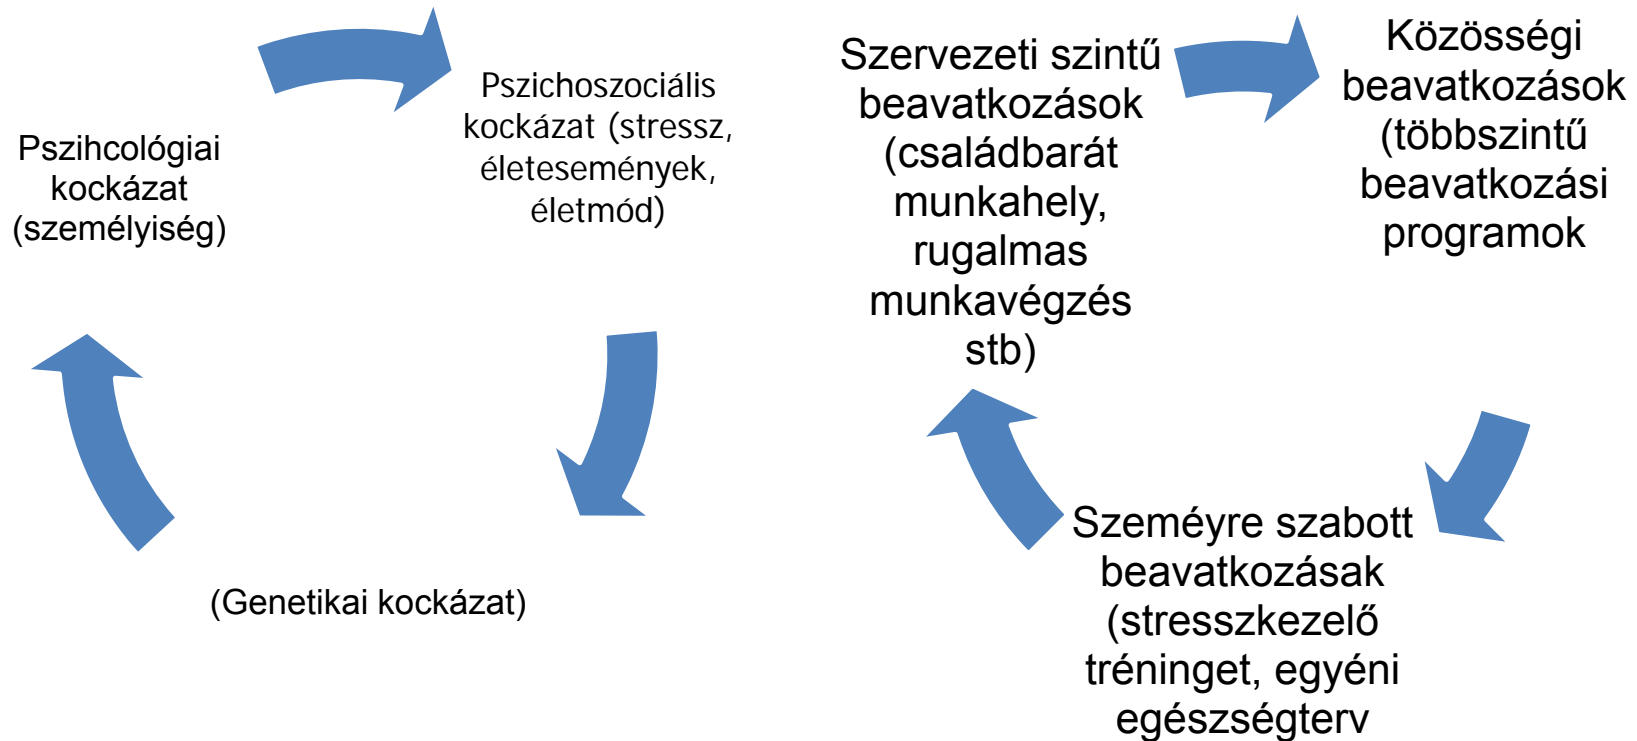 Pszihcológiai
kockázat
(személyiség)
Pszichoszociális
kockázat (stressz,
életesemények,
életmód)
(Genetikai kockázat)
Szervezeti szintű
beavatkozások
(családbarát
munkahely,
rugalmas
munkavégzés
stb)
Közösségi
beavatkozások
(többszintű
beavatkozási
programok
Széméyre szabott
beavatkozásak
(stresszkezelő
tréninget, egyéni
egészségterv